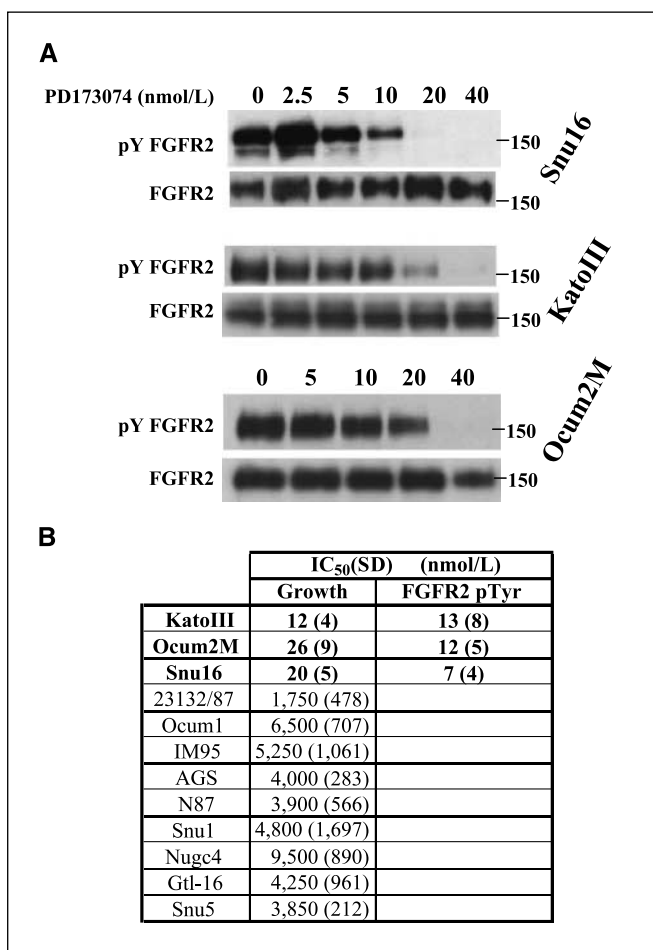 A
PD173074 (nmol/L) 0 2.5 5 10 20 40
pY FGFR2 150
FGFR2 150
Snu16
pY FGFR2 150
FGFR2 150
KatoIII
0 5 10 20 40
pY FGFR2 150
FGFR2 150
Ocum2M
B
IC50(SD) (nmol/L)
Growth FGFR2 pTyr
KatoIII 12 (4) 13 (8)
Ocum2M 26 (9) 12 (5)
Snu16 20 (5) 7 (4)
23132/87 1,750 (478)
Ocum1 6,500 (707)
IM95 5,250 (1,061)
AGS 4,000 (283)
N87 3,900 (566)
Snu1 4,800 (1,697)
Nugc4 9,500 (890)
Gtl-16 4,250 (961)
Snu5 3,850 (212)